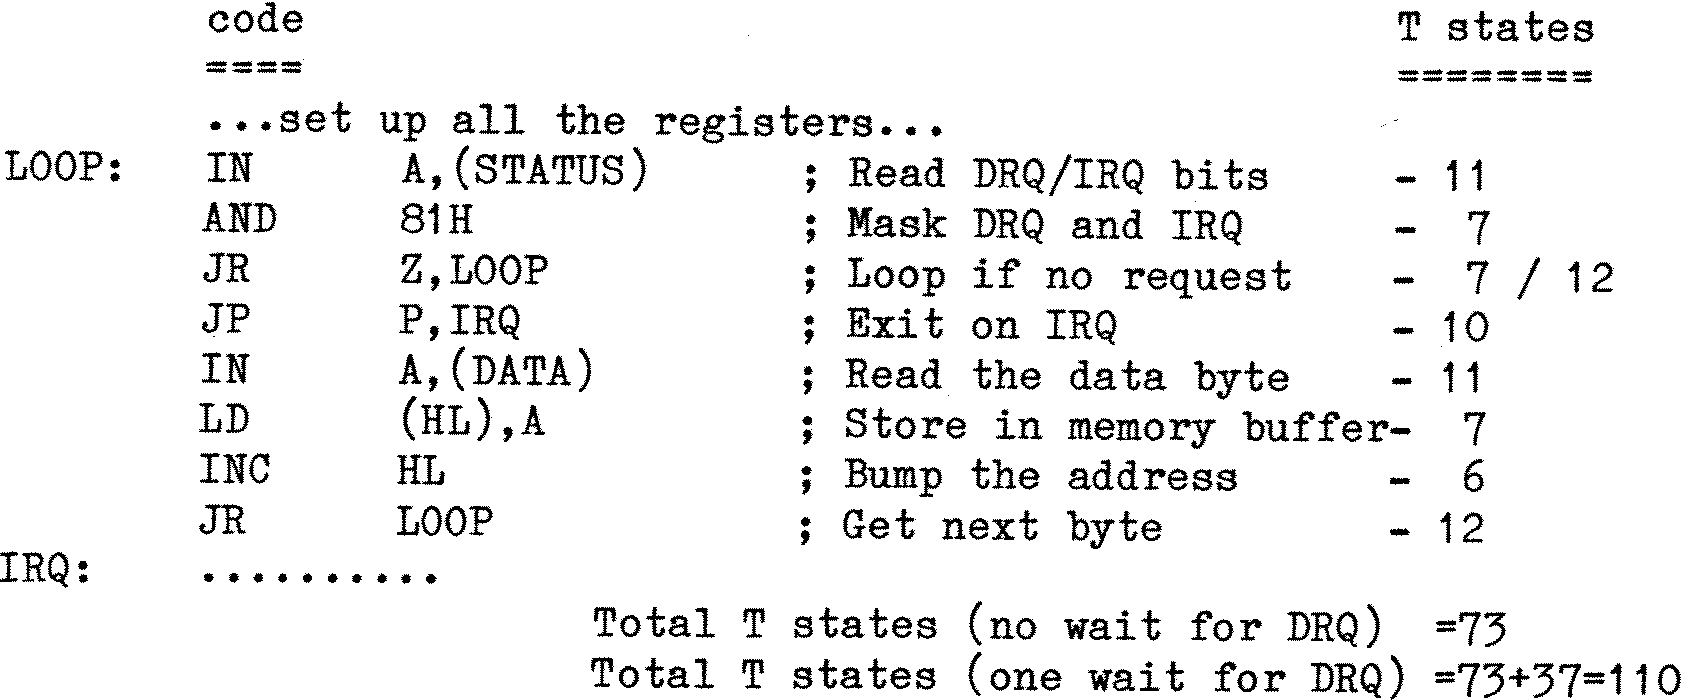 code T states
==== ========
...set up all the registers...
LOOP: IN A,(STATUS) ; Read DRQ/IRQ bits - 11
AND 81H ; Mask DRQ and IRQ - 7
JR Z,LOOP ; Loop if no request - 7 / 12
JP P,IRQ ; Exit on IRQ - 10
IN A,(DATA) ; Read the data byte - 11
LD (HL),A ; Store in memory buffer- 7
INC HL ; Bump the address - 6
JR LOOP ; Get next byte - 12
IRQ: ..........
Total T states (no wait for DRQ) =73
Total T states (one wait for DRQ) =73+37=110